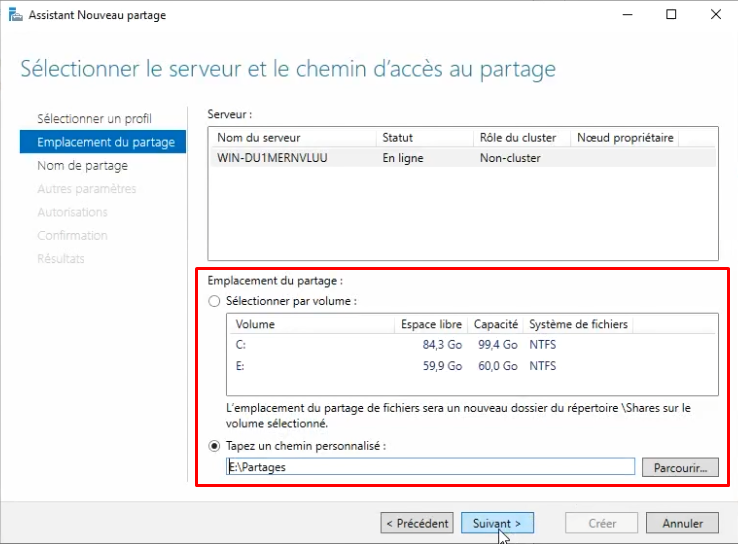 Assistant Nouveau partage
Sélectionner le serveur et le chemin d'accès au partage
Sélectionner un profil
Emplacement du partage
Nom de partage
Autres paramètres
Autorisations
Confirmation
Résultats
Serveur :
Nom du serveur Statut Rôle du cluster Nœud propriétaire
WIN-DU1MERNVLUU En ligne Non-cluster
Emplacement du partage :
Sélectionner par volume :
Volume Espace libre Capacité Système de fichiers
C: 84,3 Go 99,4 Go NTFS
E: 59,9 Go 60,0 Go NTFS
L'emplacement du partage de fichiers sera un nouveau dossier du répertoire \Shares sur le
volume sélectionné.
Tapez un chemin personnalisé :
E:\Partages
Parcourir...
< Précédent Suivant > Créer Annuler